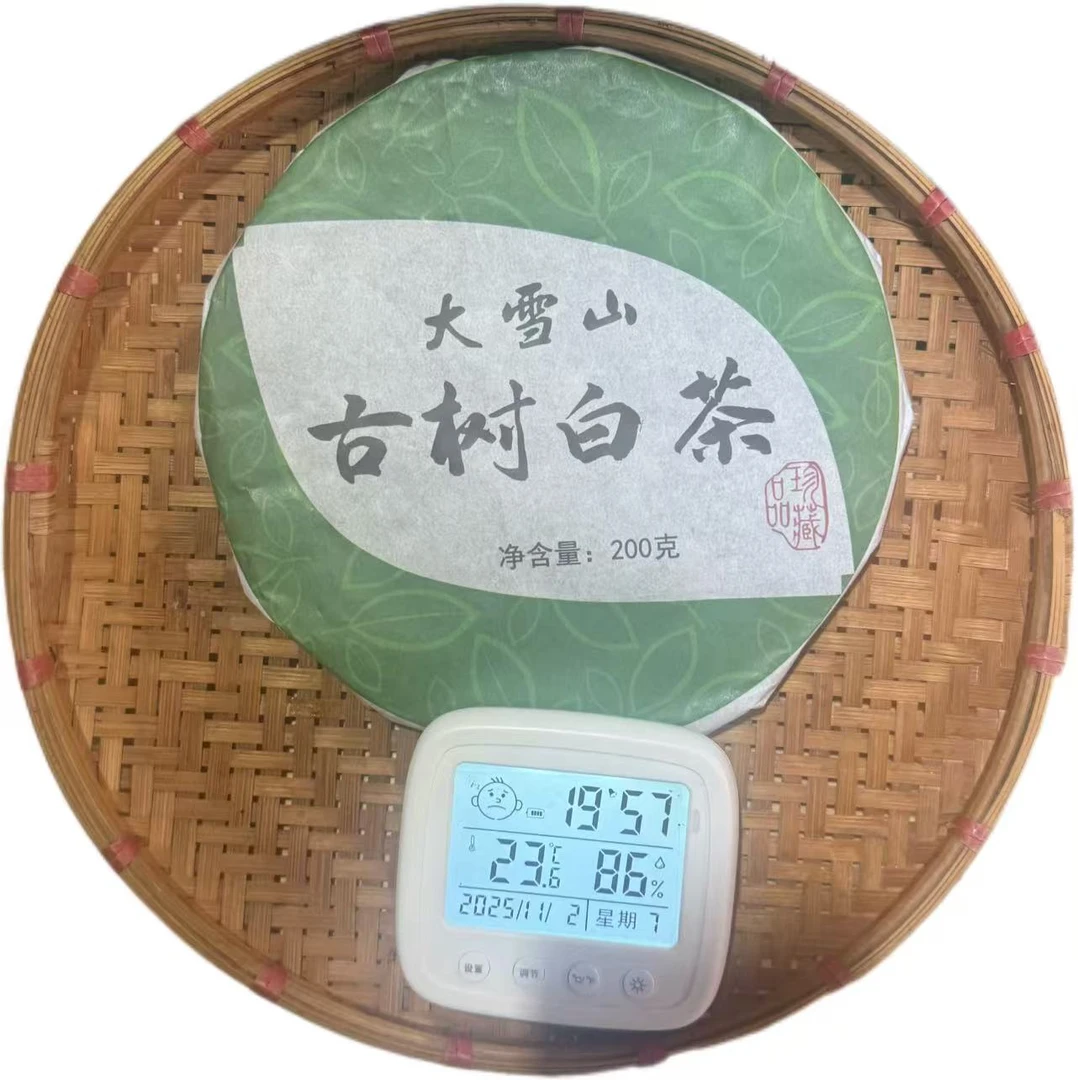 大雪山
古树白茶
珍藏品
净含量：200克
19:57
23.6℃ 86%
2025/11/ 2 星期 7
设置 调节 ℃/℉